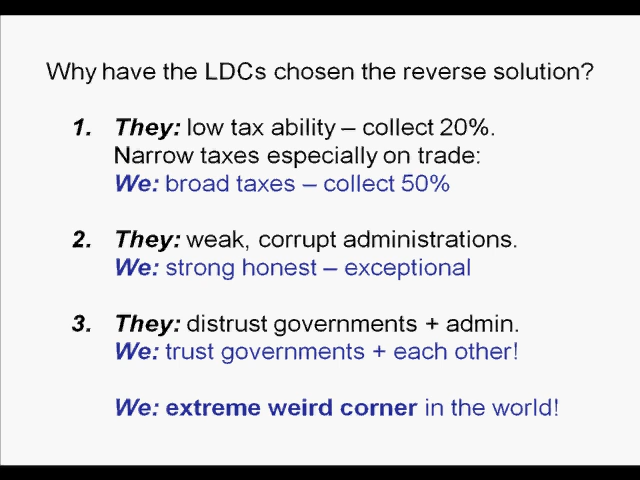 Why have the LDCs chosen the reverse solution?
1. They: low tax ability – collect 20%.
Narrow taxes especially on trade:
We: broad taxes – collect 50%
2. They: weak, corrupt administrations.
We: strong honest – exceptional
3. They: distrust governments + admin.
We: trust governments + each other!
We: extreme weird corner in the world!